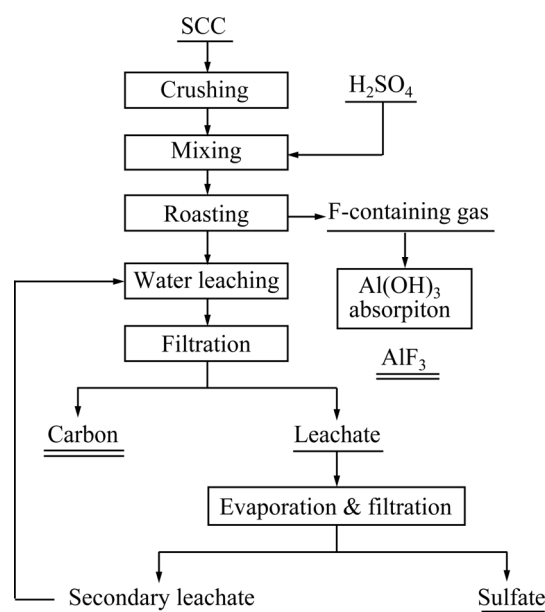 SCC
Crushing
H₂SO₄
Mixing
Roasting
F-containing gas
Water leaching
Al(OH)₃
absorpiton
Filtration
AlF₃
Carbon
Leachate
Evaporation & filtration
Secondary leachate
Sulfate